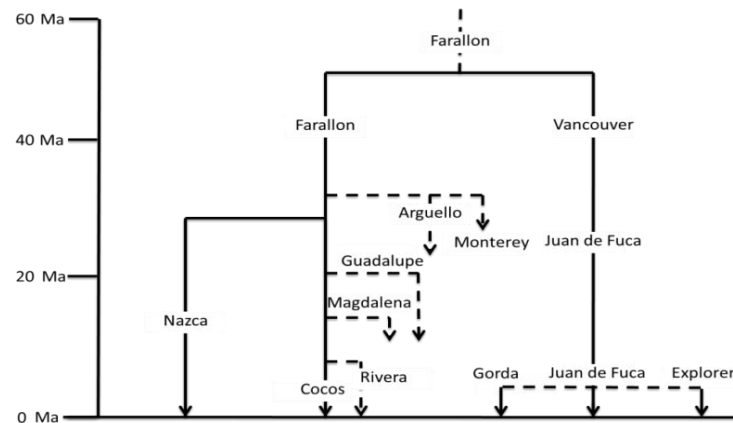 60 Ma
Farallon
Farallon
Vancouver
40 Ma
Arguello
Monterey
Juan de Fuca
Guadalupe
20 Ma
Magdalena
Nazca
Rivera
Gorda
Juan de Fuca
Explorer
Cocos
0 Ma